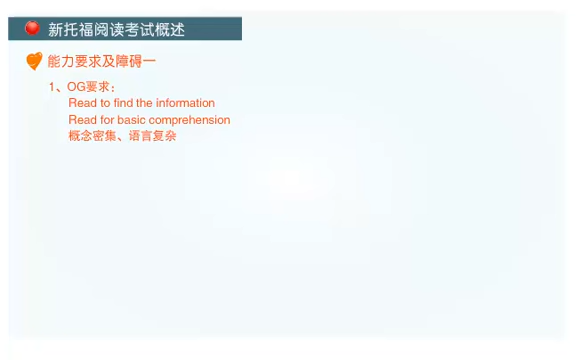 新托福阅读考试概述
能力要求及障碍一
1、OG要求：
Read to find the information
Read for basic comprehension
概念密集、语言复杂